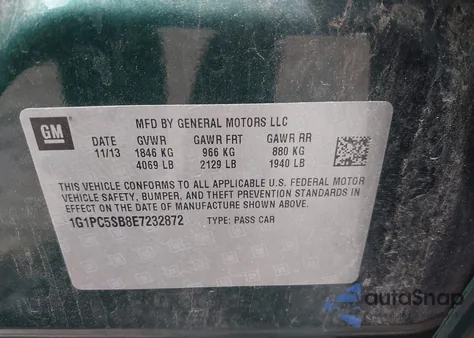 GM
MFD BY GENERAL MOTORS LLC
DATE GVWR GAWR FRT GAWR RR
11/13 1846 KG 966 KG 880 KG
4069 LB 2129 LB 1940 LB
THIS VEHICLE CONFORMS TO ALL APPLICABLE U.S. FEDERAL MOTOR
VEHICLE SAFETY, BUMPER, AND THEFT PREVENTION STANDARDS
IN EFFECT ON THE DATE OF MANUFACTURE SHOWN ABOVE.
1G1PC5SB8E7232872 TYPE: PASS CAR
autoSnap